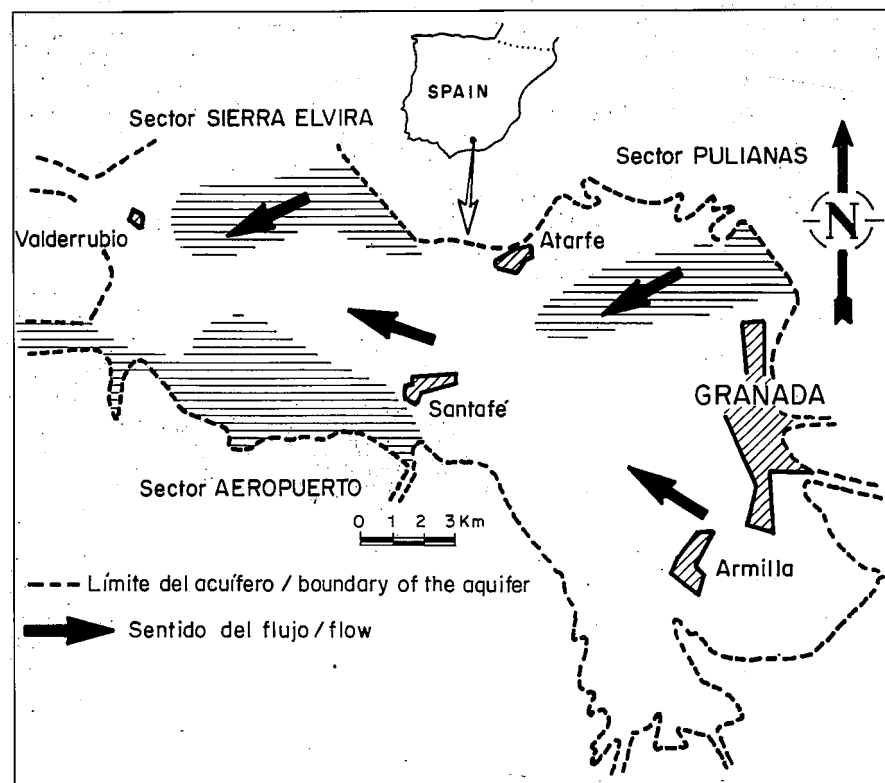 SPAIN
Sector SIERRA ELVIRA
Sector PULIANAS
N
Valderrubio
Atarfe
GRANADA
Santafé
Sector AEROPUERTO
0 1 2 3 Km
Armilla
Límite del acuífero / boundary of the aquifer
Sentido del flujo / flow